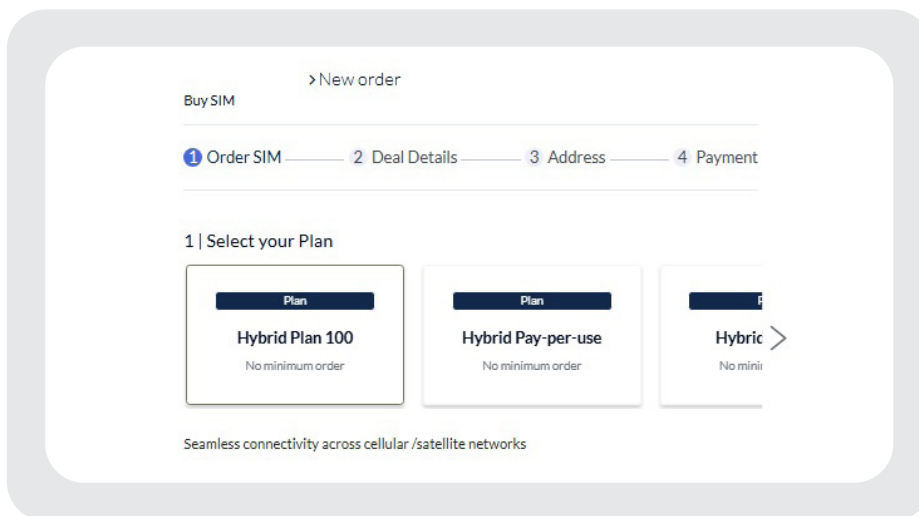 >New order
Buy SIM
1 Order SIM 2 Deal Details 3 Address 4 Payment
1 | Select your Plan
Plan Plan
Hybrid Plan 100 Hybrid Pay-per-use
No minimum order No minimum order No
Seamless connectivity across cellular /satellite networks